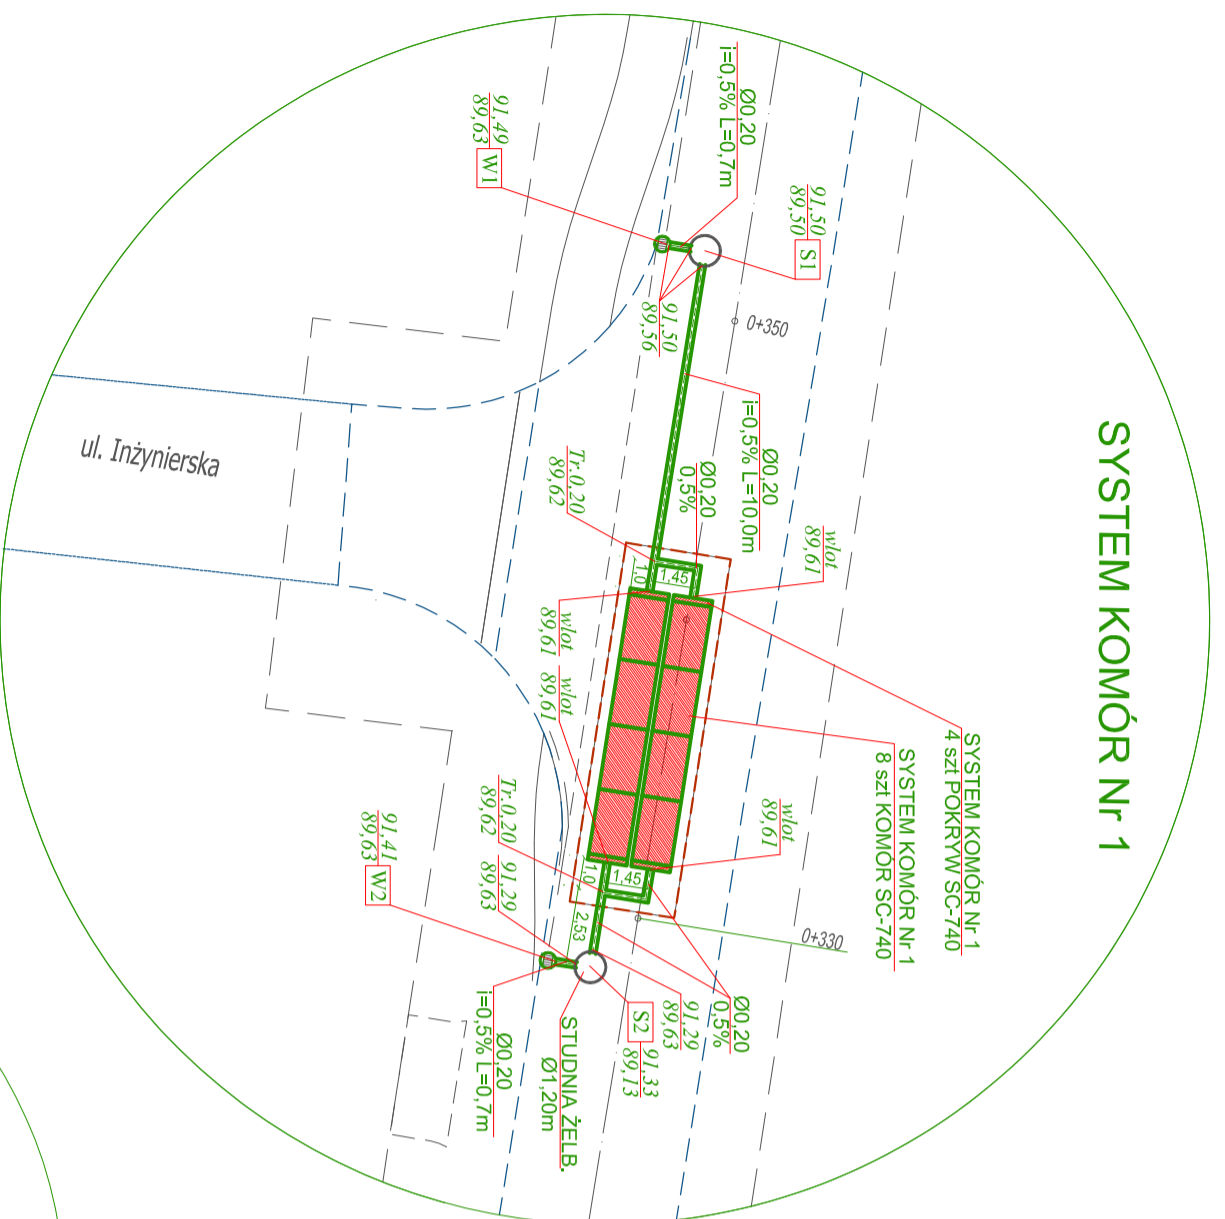 SYSTEM KOMÓR Nr 1
Ø0,20
i=0,5% L=0,7m
91,49
89,63
W1
91,50
89,50
S1
91,50
89,56
0+350
Ø0,20
i=0,5% L=10,0m
Ø0,20
0,5%
Tr.0,20
89,62
wlot
89,61
1,0
1,45
wlot
89,61
wlot
89,61
ul. Inżynierska
SYSTEM KOMÓR Nr 1
4 szt POKRYW SC-740
SYSTEM KOMÓR Nr 1
8 szt KOMÓR SC-740
wlot
89,61
Tr.0,20
89,62
1,0
1,45
2,53
91,29
89,63
91,41
89,63
W2
0+330
Ø0,20
0,5%
91,29
89,63
S2
91,33
89,13
STUDNIA ŻELB.
Ø1,20m
Ø0,20
i=0,5% L=0,7m